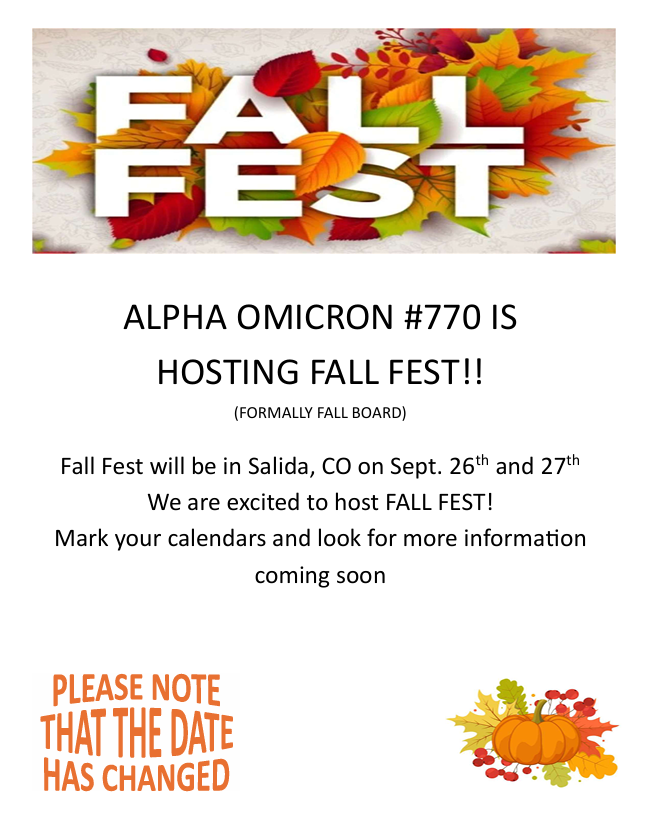 FALL
FEST
ALPHA OMICRON #770 IS
HOSTING FALL FEST!!
(FORMALLY FALL BOARD)
Fall Fest will be in Salida, CO on Sept. 26th and 27th
We are excited to host FALL FEST!
Mark your calendars and look for more information
coming soon
PLEASE NOTE
THAT THE DATE
HAS CHANGED